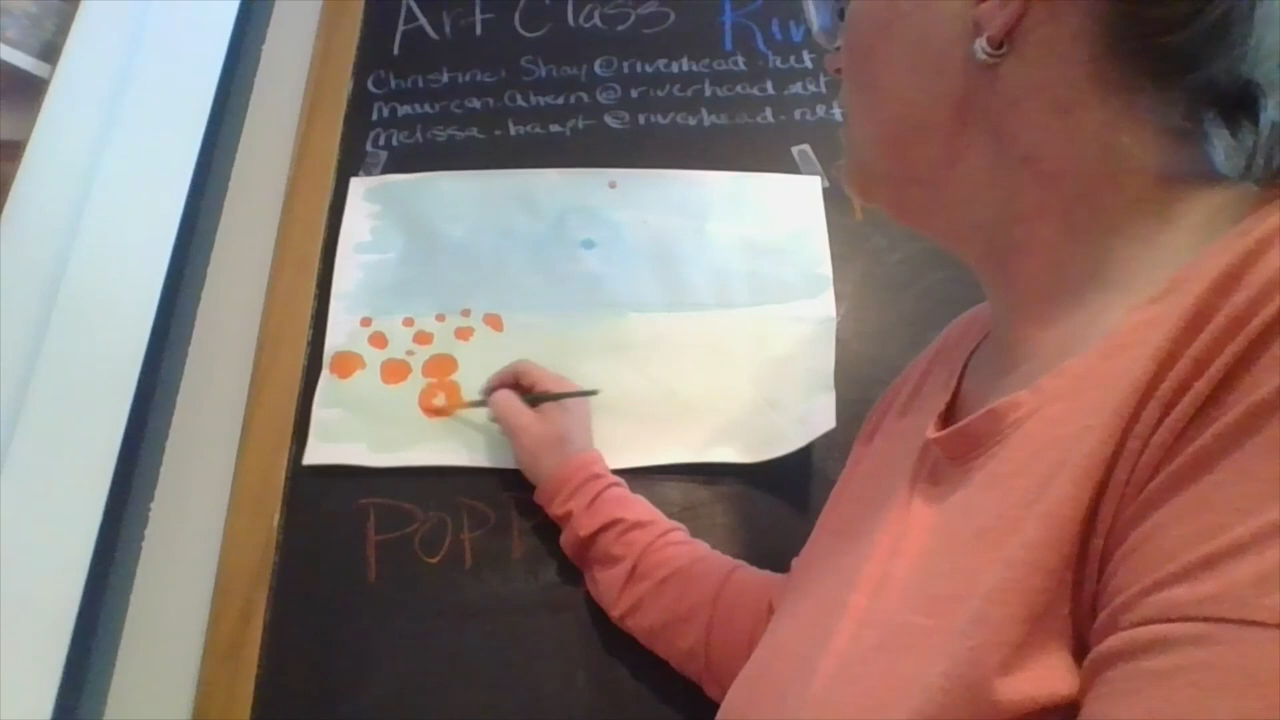 Art Class
Christine. Shay@riverhead.net
maureen.ahern@riverhead.net
Melissa.haupt@riverhead.net
POP